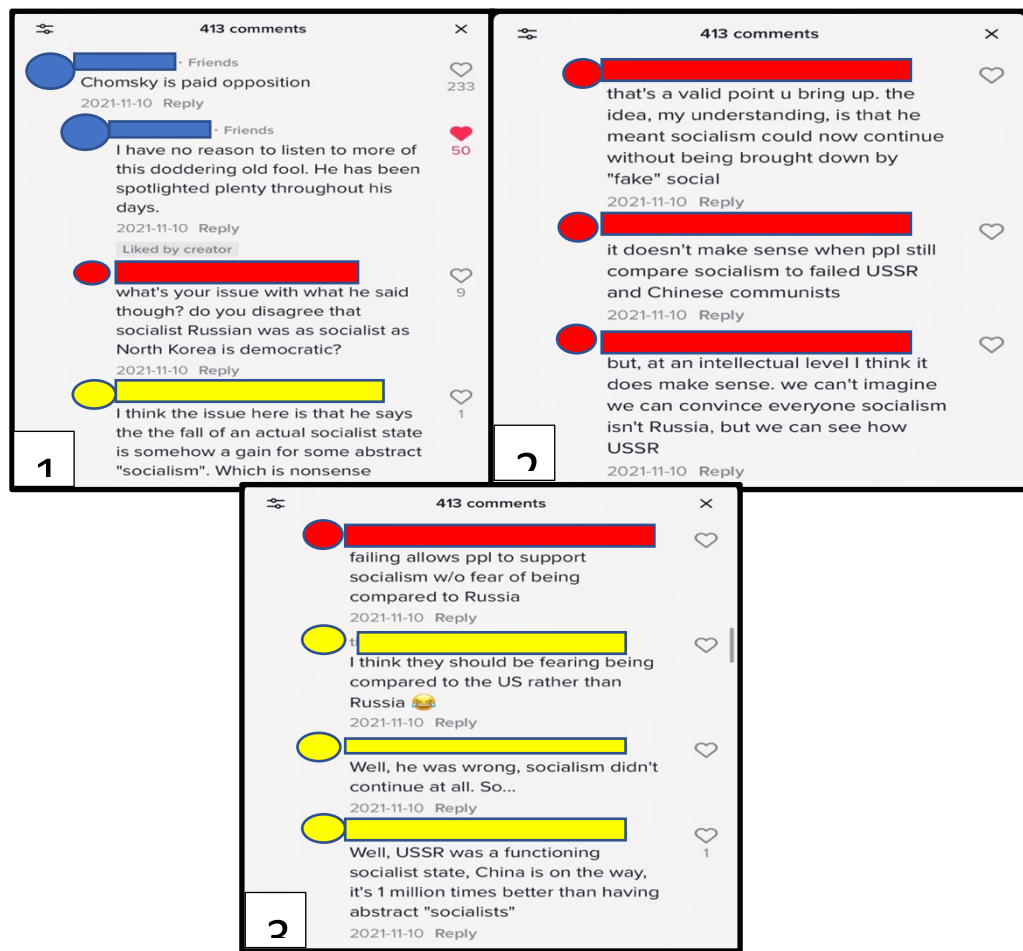 413 comments
· Friends
Chomsky is paid opposition
233
2021-11-10 Reply
· Friends
I have no reason to listen to more of
50
this doddering old fool. He has been
spotlighted plenty throughout his
days.
2021-11-10 Reply
Liked by creator
what's your issue with what he said
9
though? do you disagree that
socialist Russian was as socialist as
North Korea is democratic?
2021-11-10 Reply
I think the issue here is that he says
1
the the fall of an actual socialist state
is somehow a gain for some abstract
"socialism". Which is nonsense
1
413 comments
that's a valid point u bring up. the
idea, my understanding, is that he
meant socialism could now continue
without being brought down by
"fake" social
2021-11-10 Reply
it doesn't make sense when ppl still
compare socialism to failed USSR
and Chinese communists
2021-11-10 Reply
but, at an intellectual level I think it
does make sense. we can't imagine
we can convince everyone socialism
isn't Russia, but we can see how
USSR
2021-11-10 Reply
2
413 comments
failing allows ppl to support
socialism w/o fear of being
compared to Russia
2021-11-10 Reply
I think they should be fearing being
compared to the US rather than
Russia 😂
2021-11-10 Reply
Well, he was wrong, socialism didn't
continue at all. So...
2021-11-10 Reply
Well, USSR was a functioning
1
socialist state, China is on the way,
it's 1 million times better than having
abstract "socialists"
2021-11-10 Reply
3